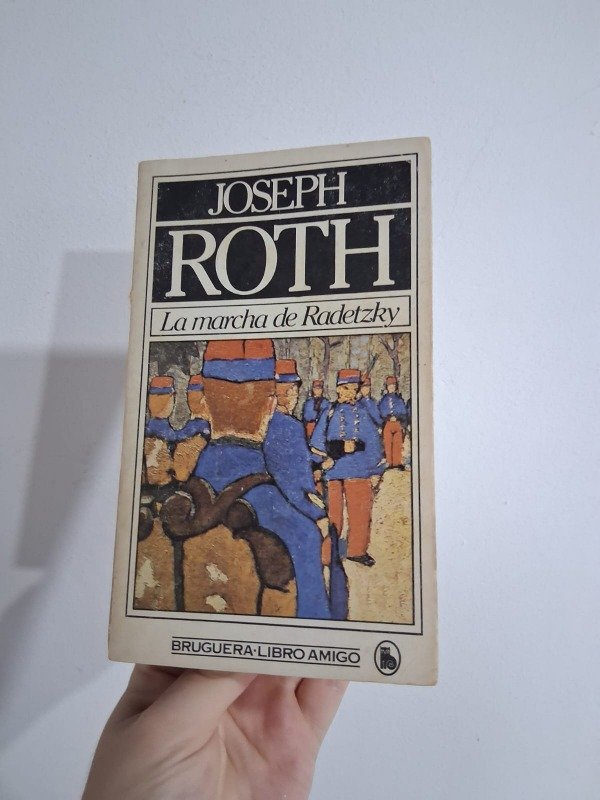 JOSEPH
ROTH
La marcha de Radetzky
BRUGUERA·LIBRO AMIGO